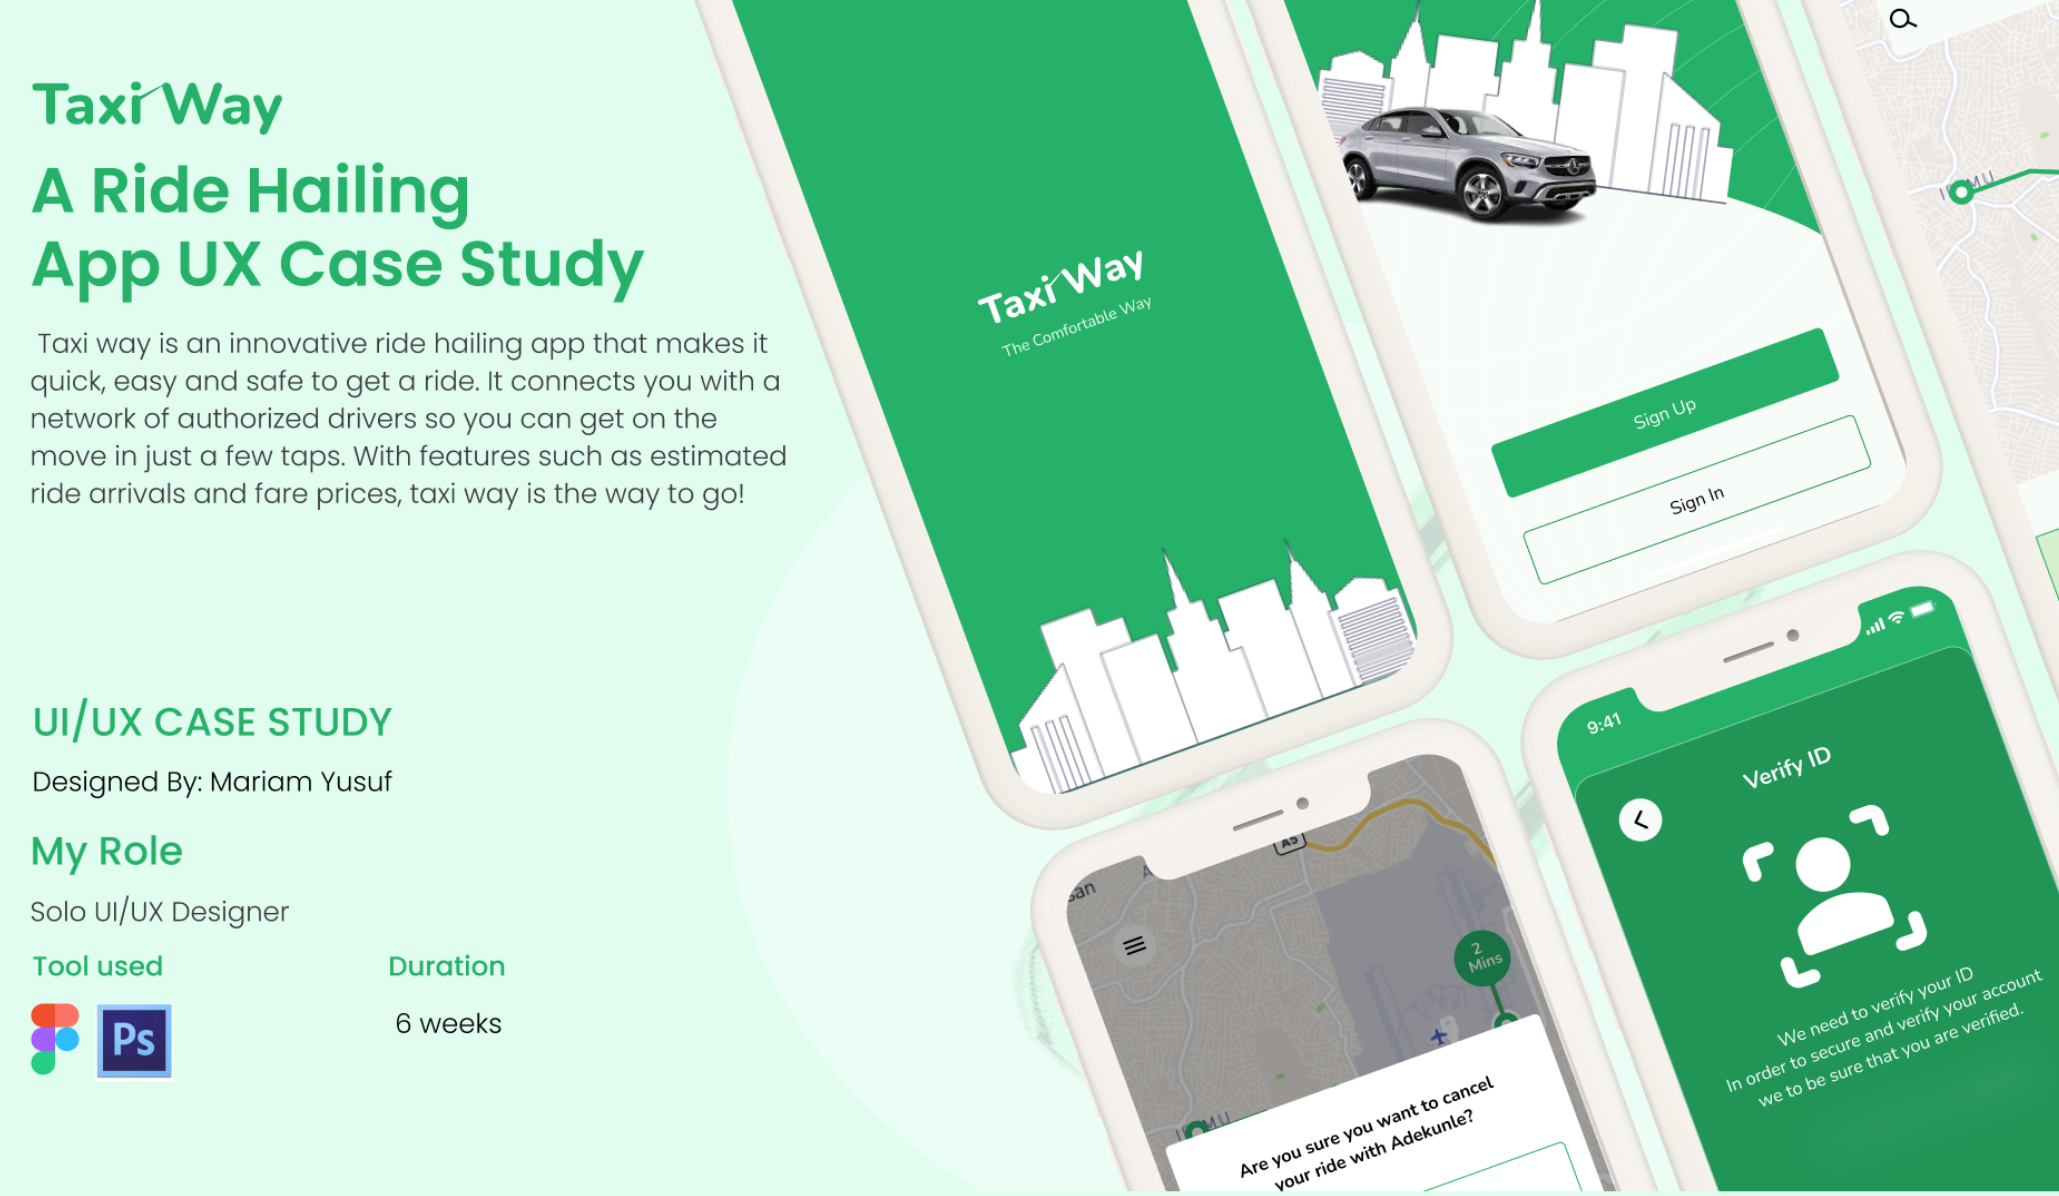 Taxi Way
A Ride Hailing
App UX Case Study
Taxi way is an innovative ride hailing app that makes it
quick, easy and safe to get a ride. It connects you with a
network of authorized drivers so you can get on the
move in just a few taps. With features such as estimated
ride arrivals and fare prices, taxi way is the way to go!
UI/UX CASE STUDY
Designed By: Mariam Yusuf
My Role
Solo UI/UX Designer
Tool used
Ps
Duration
6 weeks
Taxi Way
The Comfortable Way
Sign Up
Sign In
A5
2
Mins
Are you sure you want to cancel
your ride with Adekunle?
9:41
Verify ID
We need to verify your ID
In order to secure and verify your account
we to be sure that you are verified.